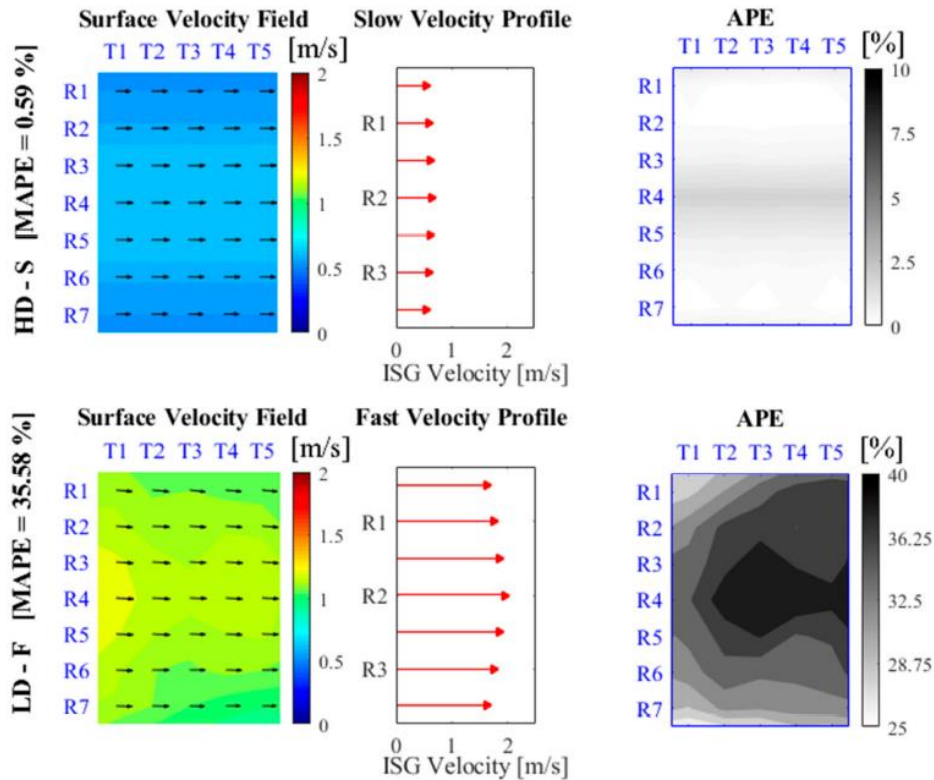 Surface Velocity Field
Slow Velocity Profile
APE
T1 T2 T3 T4 T5 [m/s]
T1 T2 T3 T4 T5 [%]
HD - S [MAPE = 0.59 %]
R1
R2
R3
R4
R5
R6
R7
2
1.5
1
0.5
0
R1
R2
R3
0 1 2
ISG Velocity [m/s]
R1
R2
R3
R4
R5
R6
R7
10
7.5
5
2.5
0
Surface Velocity Field
Fast Velocity Profile
APE
T1 T2 T3 T4 T5 [m/s]
T1 T2 T3 T4 T5 [%]
LD - F [MAPE = 35.58 %]
R1
R2
R3
R4
R5
R6
R7
2
1.5
1
0.5
0
R1
R2
R3
0 1 2
ISG Velocity [m/s]
R1
R2
R3
R4
R5
R6
R7
40
36.25
32.5
28.75
25